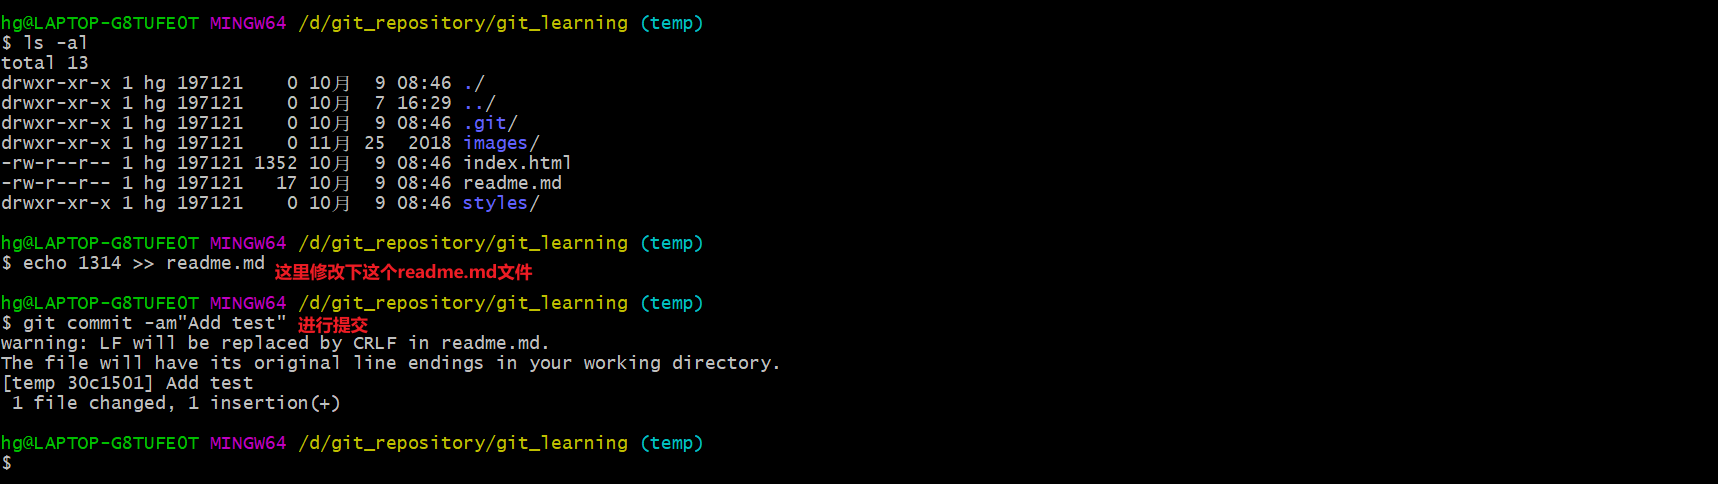 hg@LAPTOP-G8TUFE0T MINGW64 /d/git_repository/git_learning (temp)
$ ls -al
total 13
drwxr-xr-x 1 hg 197121    0 10月  9 08:46 ./
drwxr-xr-x 1 hg 197121    0 10月  7 16:29 ../
drwxr-xr-x 1 hg 197121    0 10月  9 08:46 .git/
drwxr-xr-x 1 hg 197121    0 11月 25  2018 images/
-rw-r--r-- 1 hg 197121 1352 10月  9 08:46 index.html
-rw-r--r-- 1 hg 197121   17 10月  9 08:46 readme.md
drwxr-xr-x 1 hg 197121    0 10月  9 08:46 styles/
hg@LAPTOP-G8TUFE0T MINGW64 /d/git_repository/git_learning (temp)
$ echo 1314 >> readme.md 这里修改下这个readme.md文件
hg@LAPTOP-G8TUFE0T MINGW64 /d/git_repository/git_learning (temp)
$ git commit -am"Add test" 进行提交
warning: LF will be replaced by CRLF in readme.md.
The file will have its original line endings in your working directory.
[temp 30c1501] Add test
 1 file changed, 1 insertion(+)
hg@LAPTOP-G8TUFE0T MINGW64 /d/git_repository/git_learning (temp)
$